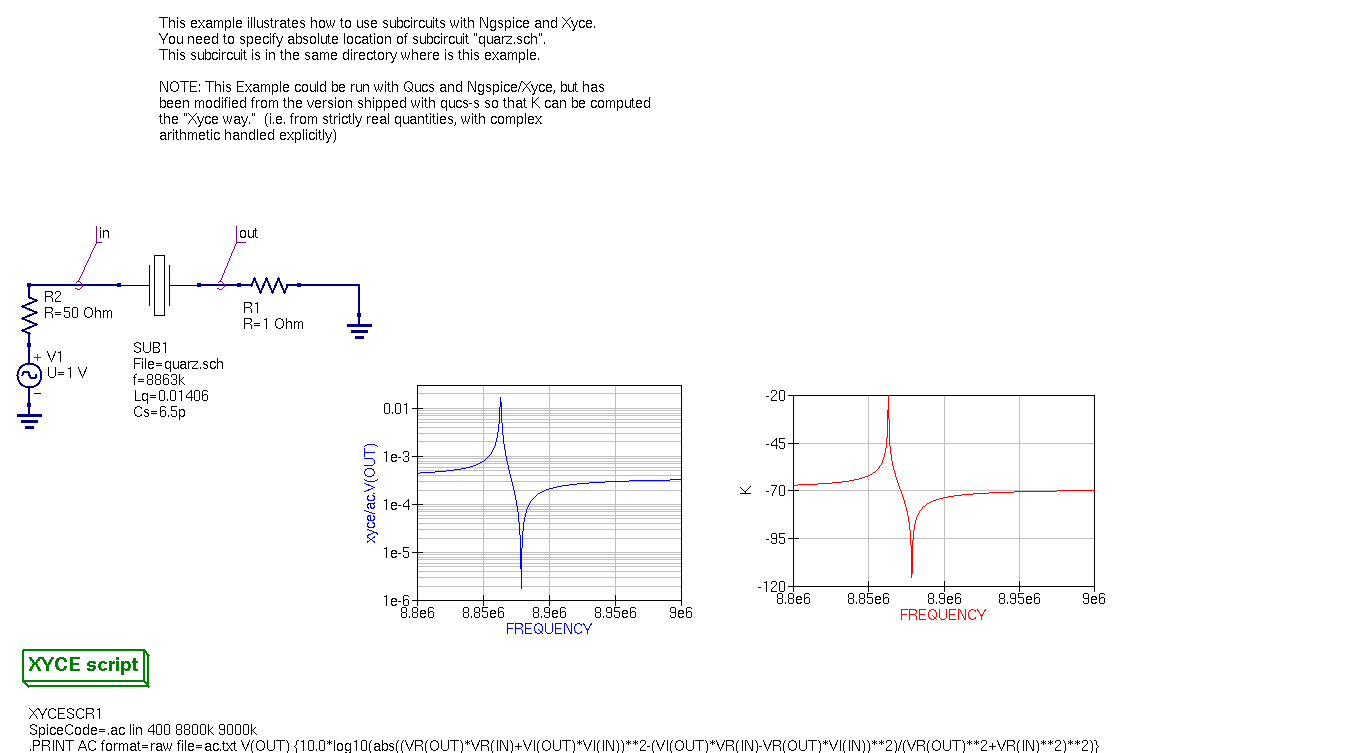 This example illustrates how to use subcircuits with Ngspice and Xyce.
You need to specify absolute location of subcircuit "quarz.sch".
This subcircuit is in the same directory where is this example.
NOTE: This Example could be run with Qucs and Ngspice/Xyce, but has
been modified from the version shipped with qucs-s so that K can be computed
the "Xyce way." (i.e. from strictly real quantities, with complex
arithmetic handled explicitly)
in
out
R2
R=50 Ohm
R1
R=1 Ohm
+ V1
U=1 V
−
SUB1
File=quarz.sch
f=8863k
Lq=0.01406
Cs=6.5p
xyce/ac.V(OUT)
0.01
1e-3
1e-4
1e-5
1e-6
8.8e6 8.85e6 8.9e6 8.95e6 9e6
FREQUENCY
K
-20
-45
-70
-95
-120
8.8e6 8.85e6 8.9e6 8.95e6 9e6
FREQUENCY
XYCE script
XYCESCR1
SpiceCode=.ac lin 400 8800k 9000k
.PRINT AC format=raw file=ac.txt V(OUT) {10.0*log10(abs((VR(OUT)*VR(IN)+VI(OUT)*VI(IN))**2-(VI(OUT)*VR(IN)-VR(OUT)*VI(IN))**2)/(VR(OUT)**2+VR(IN)**2)**2)}